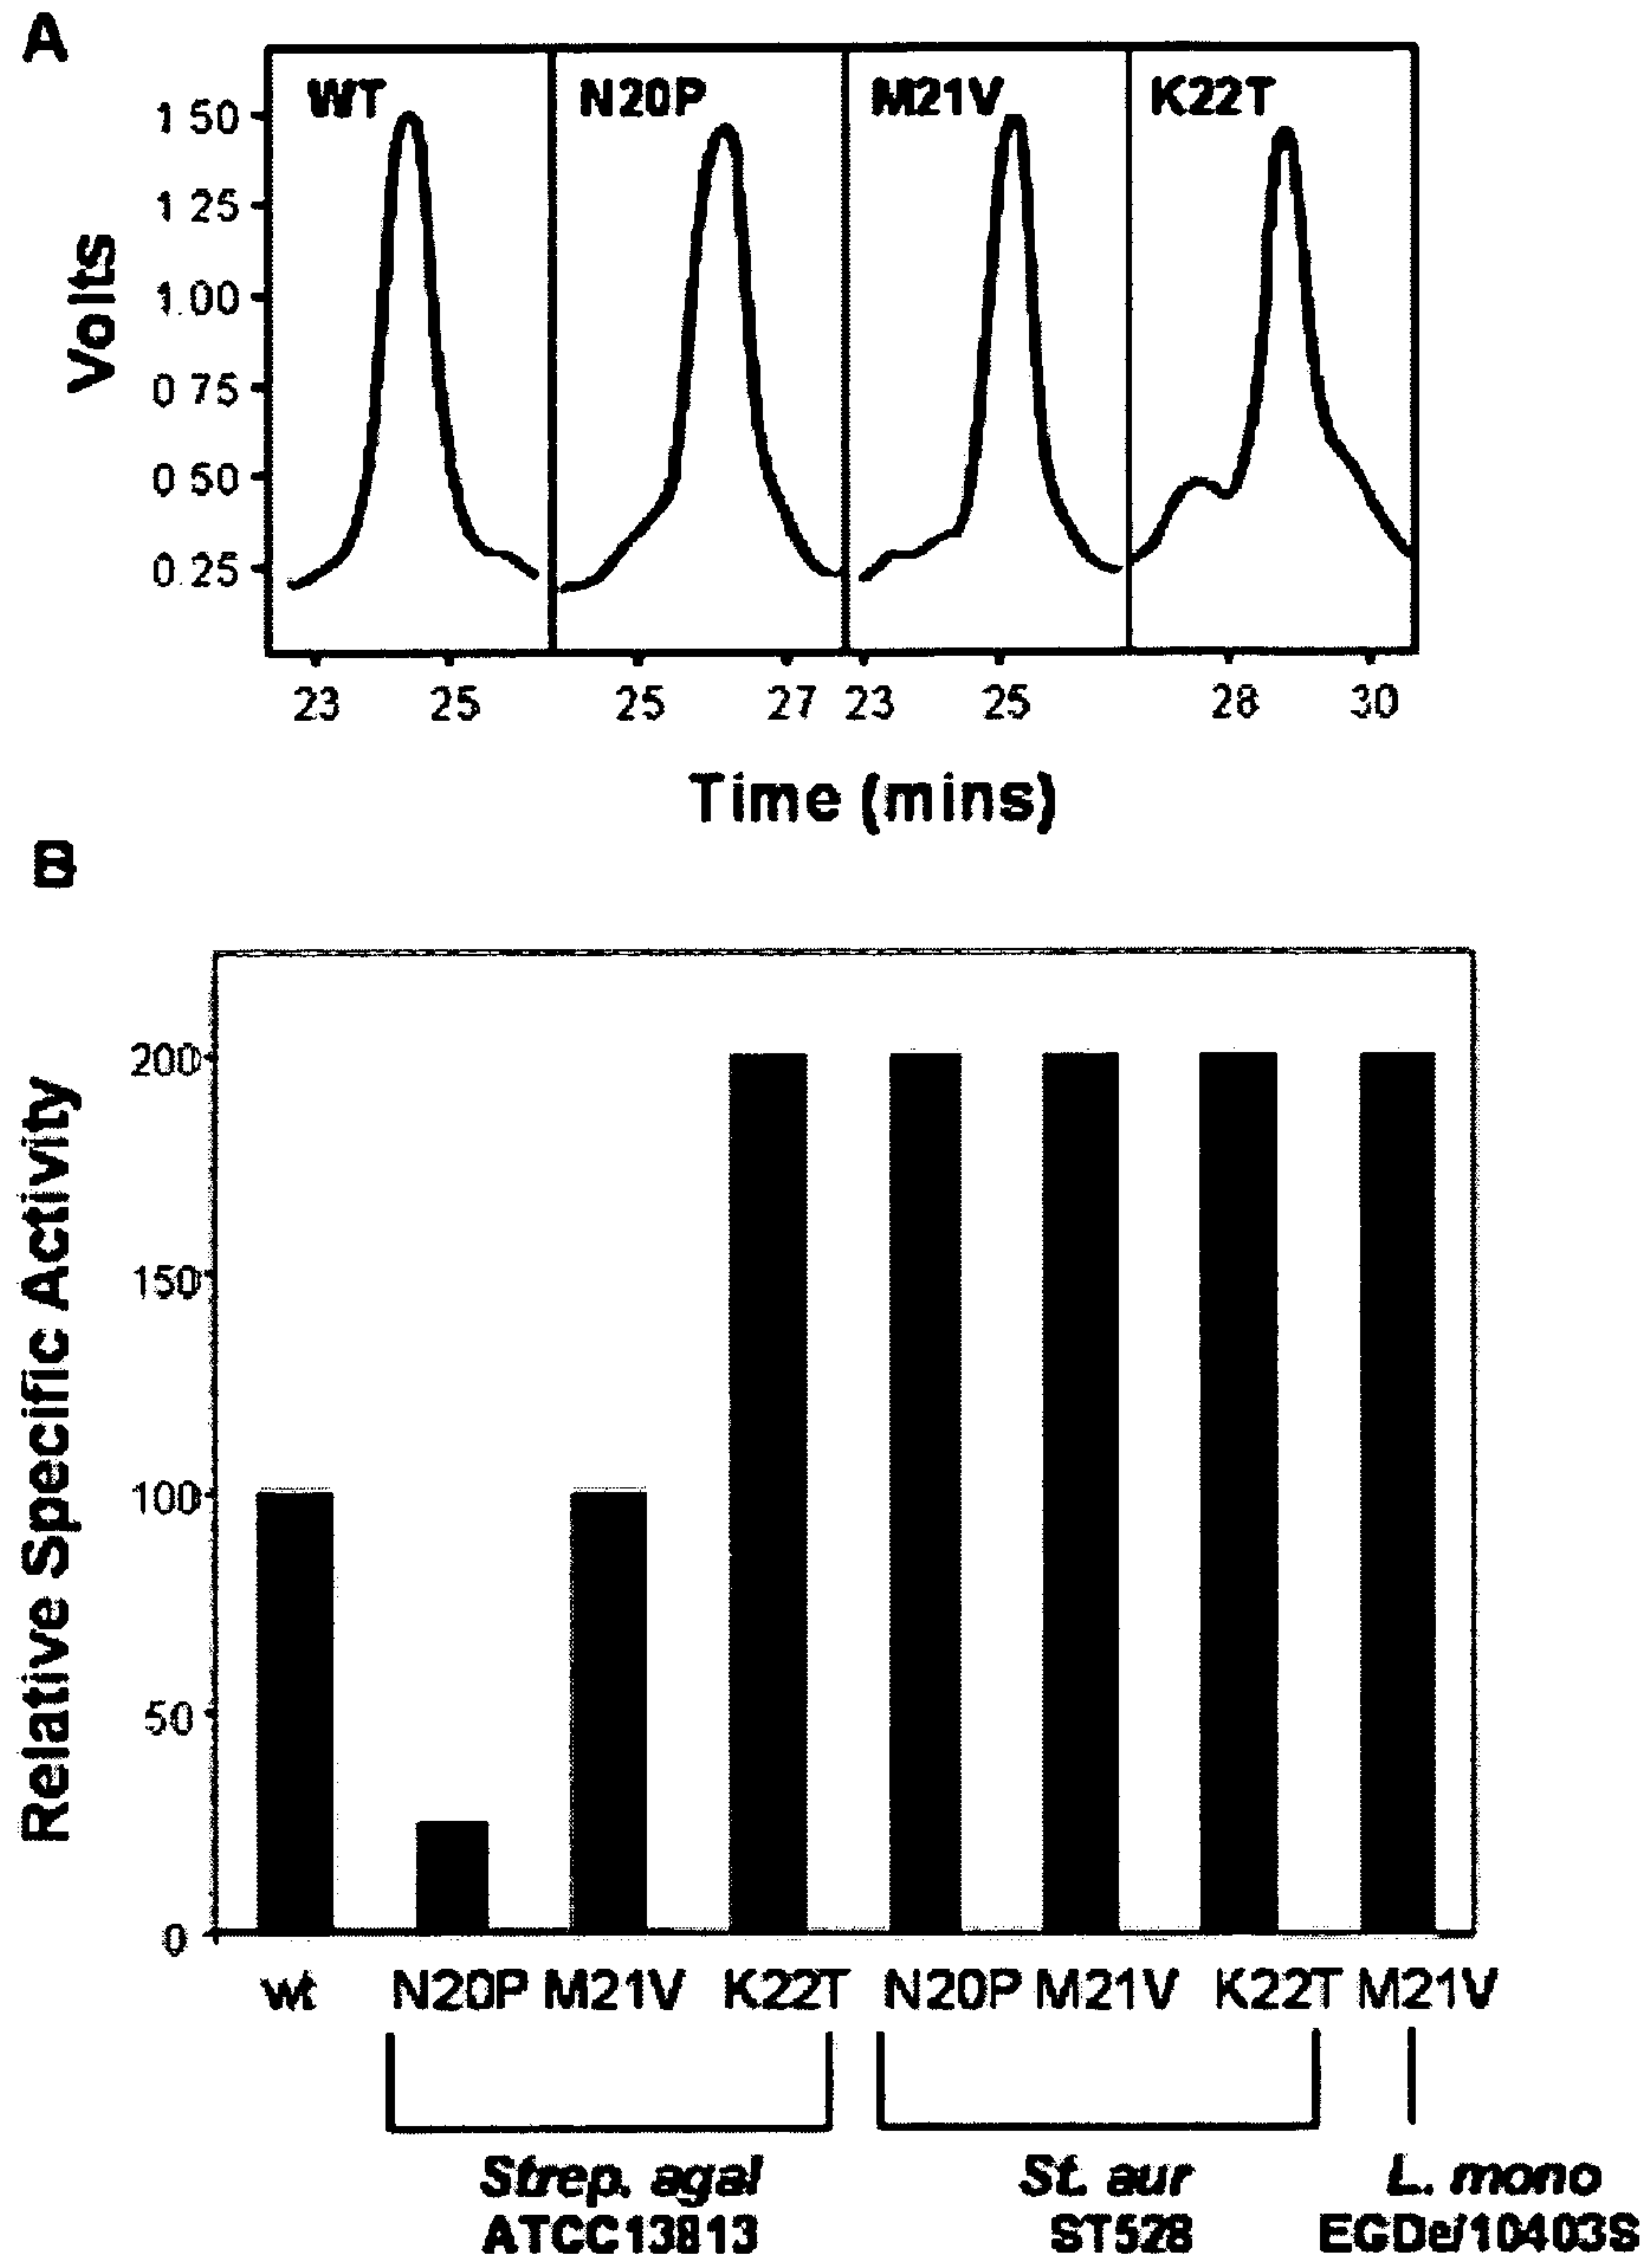 A
WT N20P M21V K22T
1 50
1 25
1.00
0 75
0 50
0.25
Volts
23 25 25 27 23 25 28 30
Time (mins)
B
200
150
100
50
0
Relative Specific Activity
wt N20P M21V K22T N20P M21V K22T M21V
Strep. agal St. aur L. mono
ATCC13813 ST528 EGDe/10403S